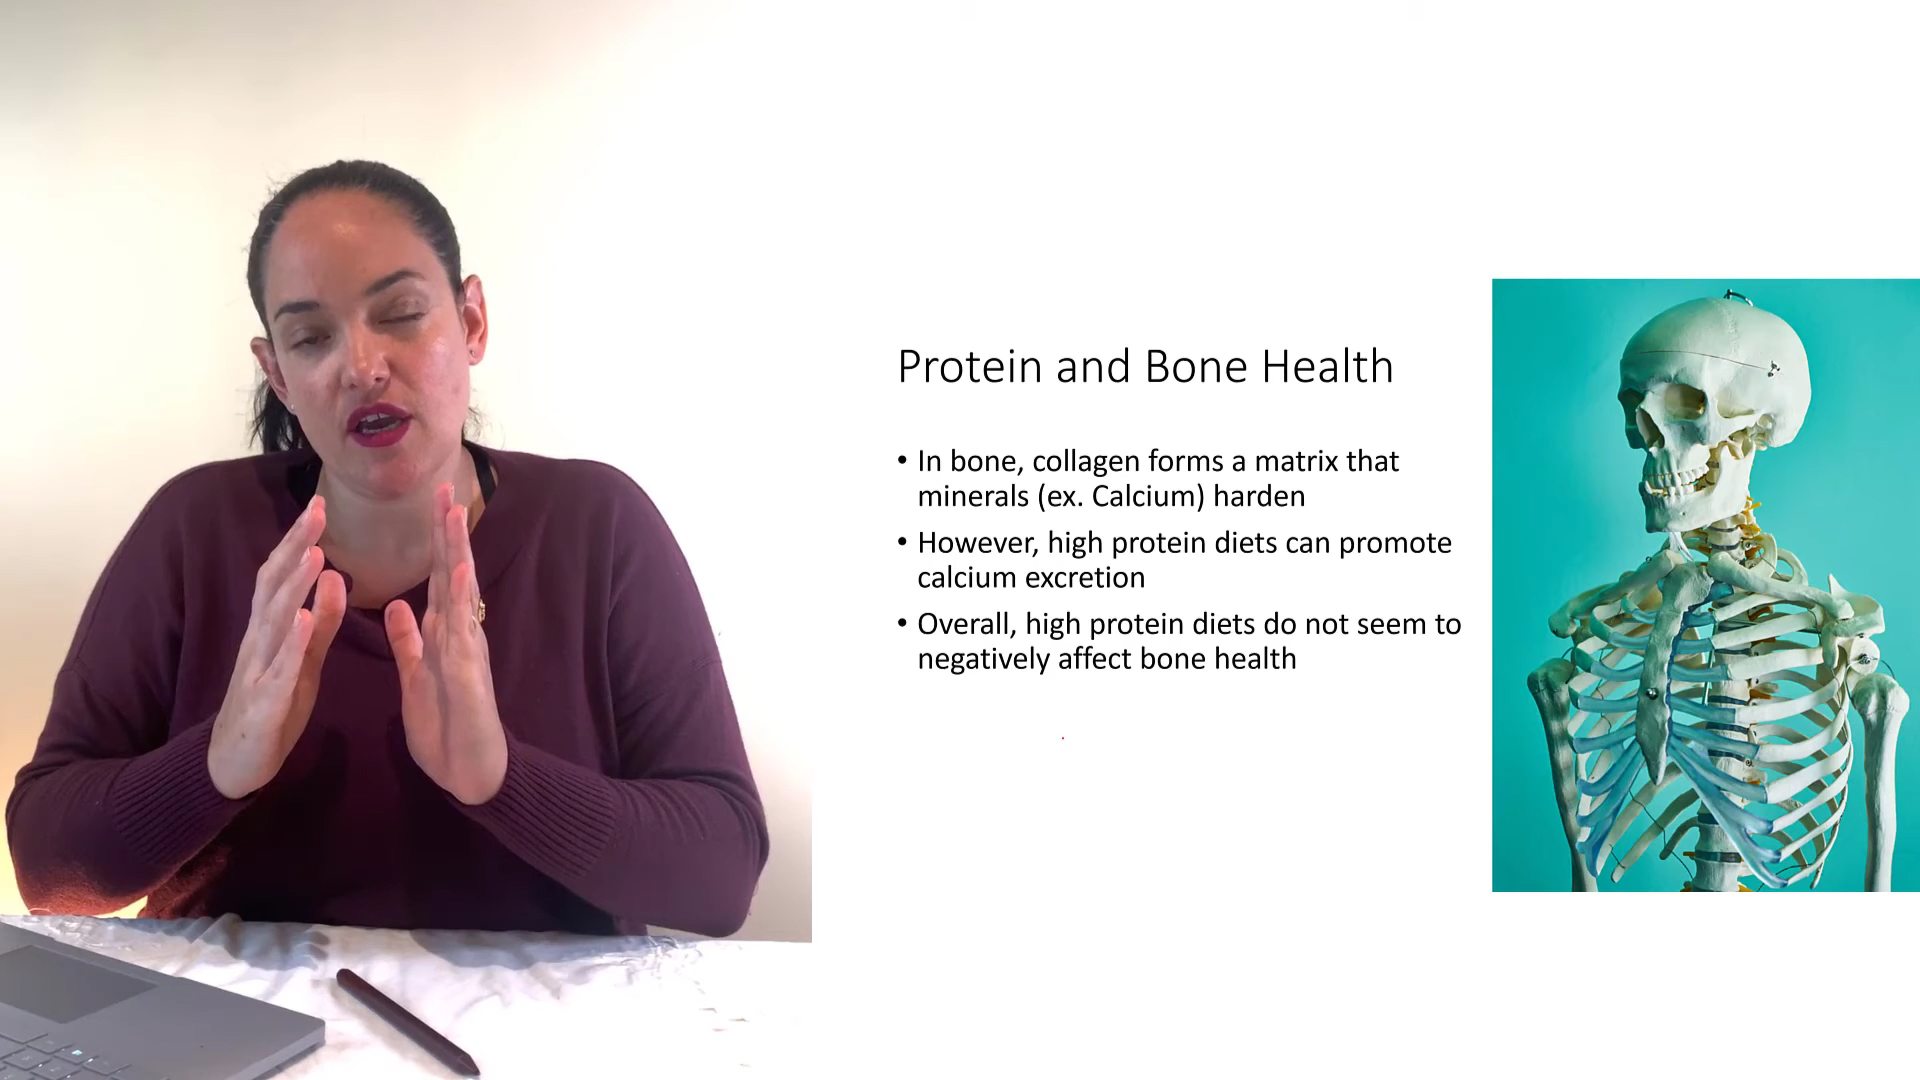 Protein and Bone Health
• In bone, collagen forms a matrix that
minerals (ex. Calcium) harden
• However, high protein diets can promote
calcium excretion
• Overall, high protein diets do not seem to
negatively affect bone health